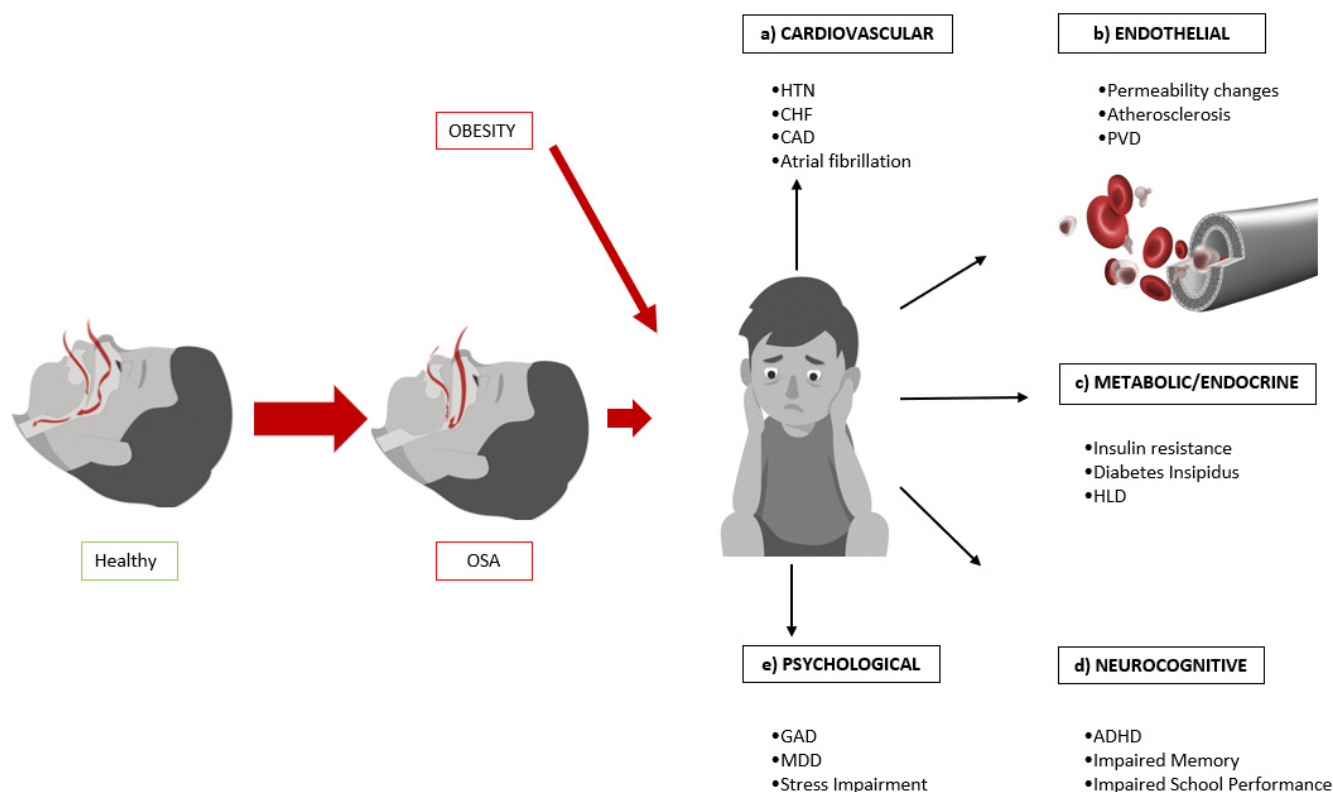 a) CARDIOVASCULAR
•HTN
•CHF
•CAD
•Atrial fibrillation
b) ENDOTHELIAL
•Permeability changes
•Atherosclerosis
•PVD
OBESITY
c) METABOLIC/ENDOCRINE
•Insulin resistance
•Diabetes Insipidus
•HLD
Healthy
OSA
e) PSYCHOLOGICAL
•GAD
•MDD
•Stress Impairment
d) NEUROCOGNITIVE
•ADHD
•Impaired Memory
•Impaired School Performance